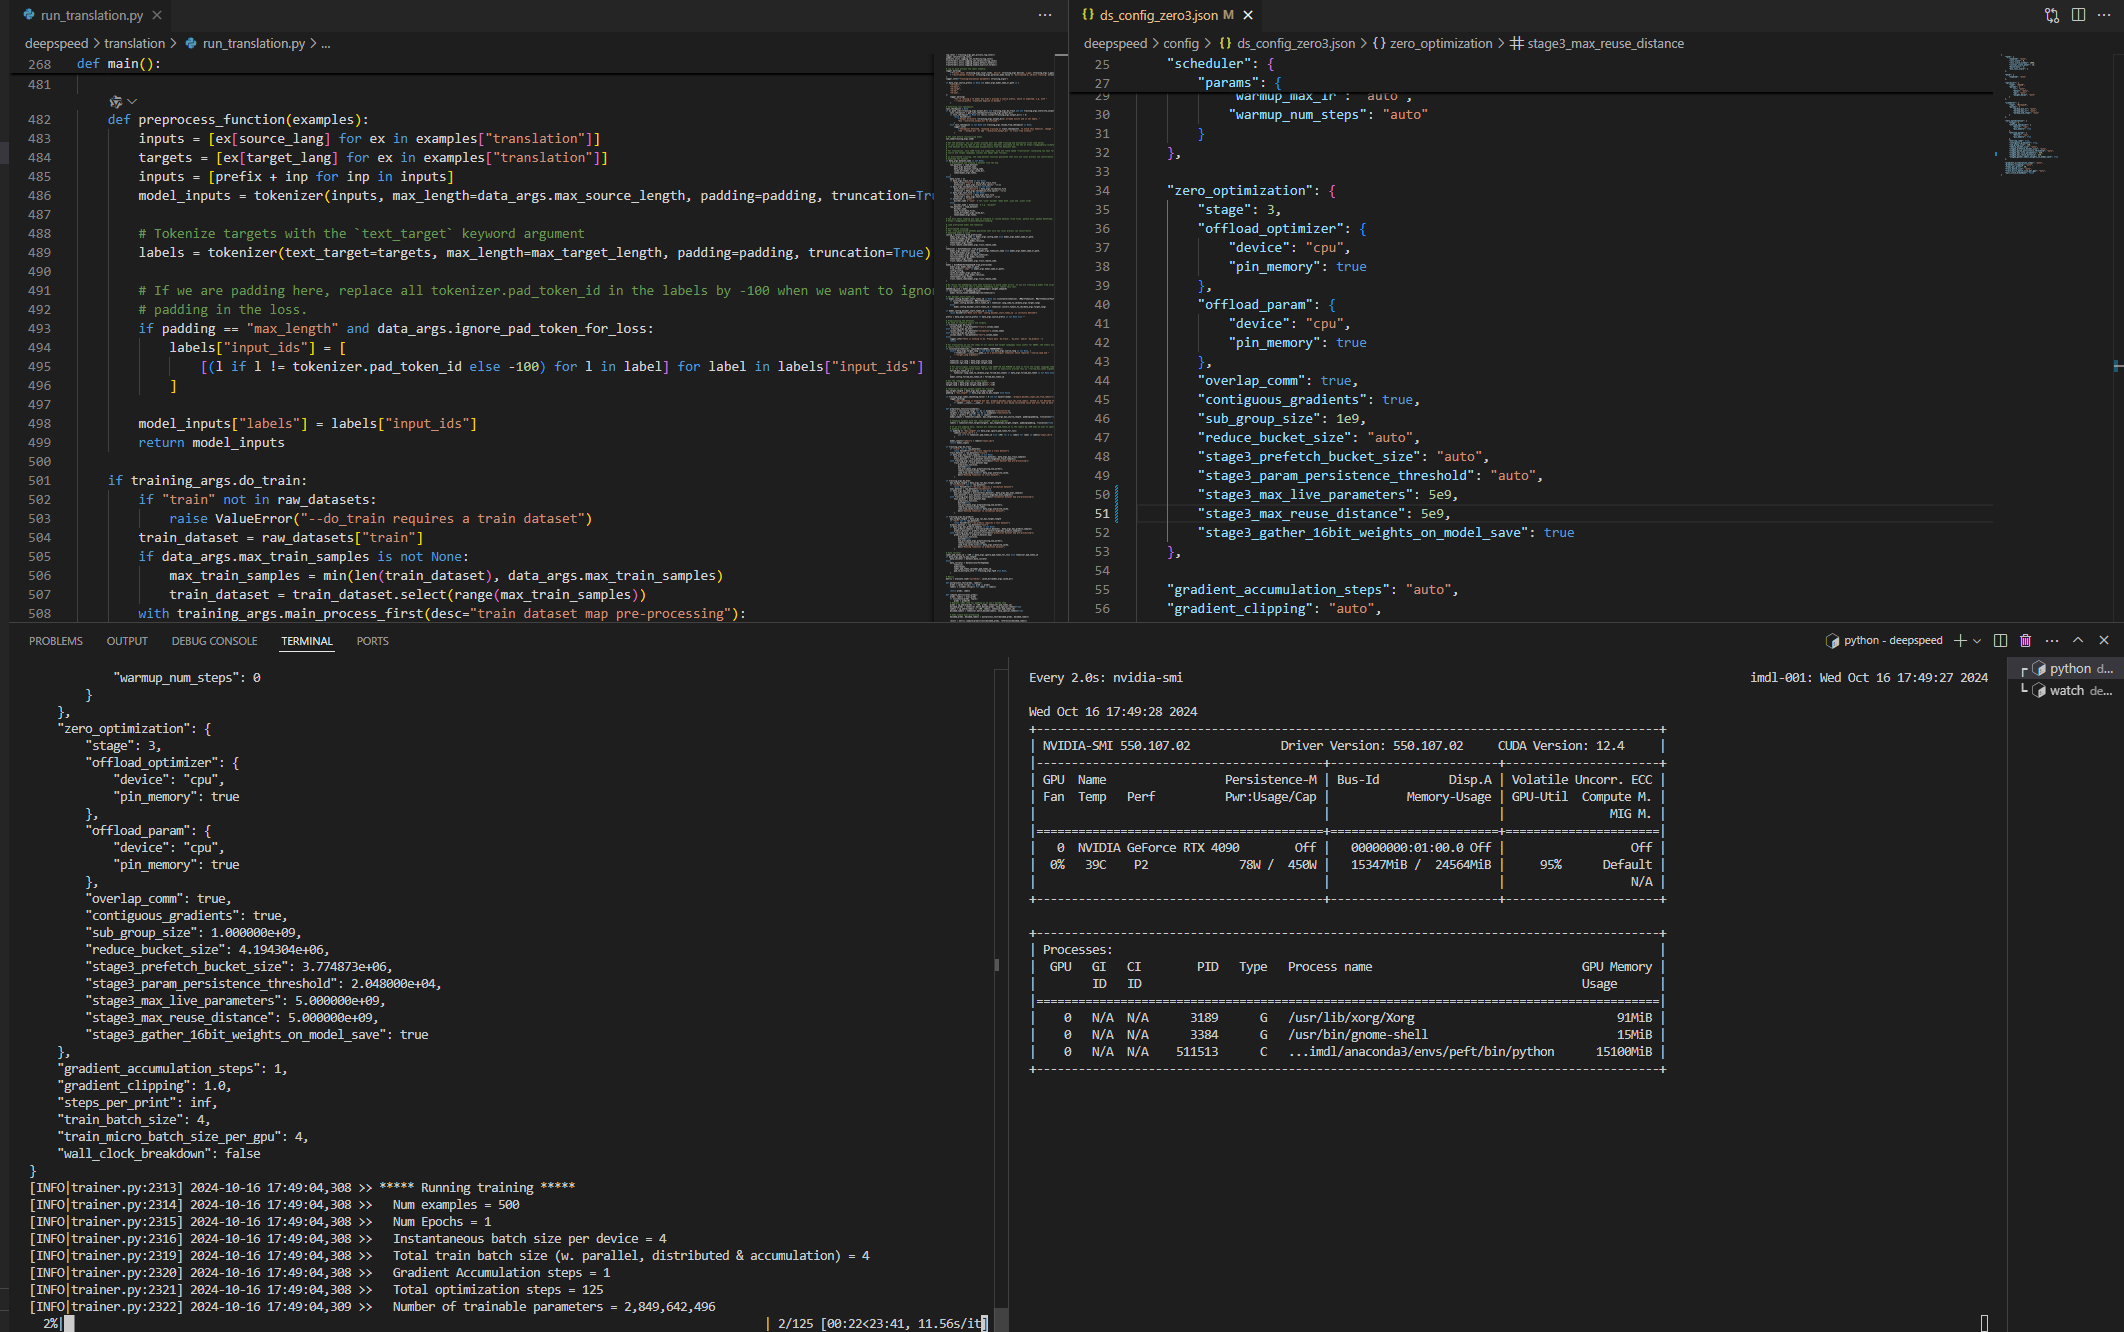 run_translation.py
deepspeed > translation > run_translation.py > ...
268 def main():
481
482 def preprocess_function(examples):
483 inputs = [ex[source_lang] for ex in examples["translation"]]
484 targets = [ex[target_lang] for ex in examples["translation"]]
485 inputs = [prefix + inp for inp in inputs]
486 model_inputs = tokenizer(inputs, max_length=data_args.max_source_length, padding=padding, truncation=Tru
487
488 # Tokenize targets with the `text_target` keyword argument
489 labels = tokenizer(text_target=targets, max_length=max_target_length, padding=padding, truncation=True)
490
491 # If we are padding here, replace all tokenizer.pad_token_id in the labels by -100 when we want to ignor
492 # padding in the loss.
493 if padding == "max_length" and data_args.ignore_pad_token_for_loss:
494 labels["input_ids"] = [
495 [(l if l != tokenizer.pad_token_id else -100) for l in label] for label in labels["input_ids"]
496 ]
497
498 model_inputs["labels"] = labels["input_ids"]
499 return model_inputs
500
501 if training_args.do_train:
502 if "train" not in raw_datasets:
503 raise ValueError("--do_train requires a train dataset")
504 train_dataset = raw_datasets["train"]
505 if data_args.max_train_samples is not None:
506 max_train_samples = min(len(train_dataset), data_args.max_train_samples)
507 train_dataset = train_dataset.select(range(max_train_samples))
508 with training_args.main_process_first(desc="train dataset map pre-processing"):
{} ds_config_zero3.json M
deepspeed > config > {} ds_config_zero3.json > {} zero_optimization > # stage3_max_reuse_distance
25 "scheduler": {
27 "params": {
29 "warmup_max_lr": "auto",
30 "warmup_num_steps": "auto"
31 }
32 },
33
34 "zero_optimization": {
35 "stage": 3,
36 "offload_optimizer": {
37 "device": "cpu",
38 "pin_memory": true
39 },
40 "offload_param": {
41 "device": "cpu",
42 "pin_memory": true
43 },
44 "overlap_comm": true,
45 "contiguous_gradients": true,
46 "sub_group_size": 1e9,
47 "reduce_bucket_size": "auto",
48 "stage3_prefetch_bucket_size": "auto",
49 "stage3_param_persistence_threshold": "auto",
50 "stage3_max_live_parameters": 5e9,
51 "stage3_max_reuse_distance": 5e9,
52 "stage3_gather_16bit_weights_on_model_save": true
53 },
54
55 "gradient_accumulation_steps": "auto",
56 "gradient_clipping": "auto",
PROBLEMS OUTPUT DEBUG CONSOLE TERMINAL PORTS
python - deepspeed
"warmup_num_steps": 0
}
},
"zero_optimization": {
"stage": 3,
"offload_optimizer": {
"device": "cpu",
"pin_memory": true
},
"offload_param": {
"device": "cpu",
"pin_memory": true
},
"overlap_comm": true,
"contiguous_gradients": true,
"sub_group_size": 1.000000e+09,
"reduce_bucket_size": 4.194304e+06,
"stage3_prefetch_bucket_size": 3.774873e+06,
"stage3_param_persistence_threshold": 2.048000e+04,
"stage3_max_live_parameters": 5.000000e+09,
"stage3_max_reuse_distance": 5.000000e+09,
"stage3_gather_16bit_weights_on_model_save": true
},
"gradient_accumulation_steps": 1,
"gradient_clipping": 1.0,
"steps_per_print": inf,
"train_batch_size": 4,
"train_micro_batch_size_per_gpu": 4,
"wall_clock_breakdown": false
}
[INFO|trainer.py:2313] 2024-10-16 17:49:04,308 >> ***** Running training *****
[INFO|trainer.py:2314] 2024-10-16 17:49:04,308 >> Num examples = 500
[INFO|trainer.py:2315] 2024-10-16 17:49:04,308 >> Num Epochs = 1
[INFO|trainer.py:2316] 2024-10-16 17:49:04,308 >> Instantaneous batch size per device = 4
[INFO|trainer.py:2319] 2024-10-16 17:49:04,308 >> Total train batch size (w. parallel, distributed & accumulation) = 4
[INFO|trainer.py:2320] 2024-10-16 17:49:04,308 >> Gradient Accumulation steps = 1
[INFO|trainer.py:2321] 2024-10-16 17:49:04,308 >> Total optimization steps = 125
[INFO|trainer.py:2322] 2024-10-16 17:49:04,309 >> Number of trainable parameters = 2,849,642,496
2%| | 2/125 [00:22<23:41, 11.56s/it]
Every 2.0s: nvidia-smi imdl-001: Wed Oct 16 17:49:27 2024
Wed Oct 16 17:49:28 2024
| NVIDIA-SMI 550.107.02 Driver Version: 550.107.02 CUDA Version: 12.4 |
| GPU Name Persistence-M | Bus-Id Disp.A | Volatile Uncorr. ECC |
| Fan Temp Perf Pwr:Usage/Cap | Memory-Usage | GPU-Util Compute M. |
| | | MIG M. |
| 0 NVIDIA GeForce RTX 4090 Off | 00000000:01:00.0 Off | Off |
| 0% 39C P2 78W / 450W | 15347MiB / 24564MiB | 95% Default |
| | | N/A |
| Processes: |
| GPU GI CI PID Type Process name GPU Memory |
| ID ID Usage |
| 0 N/A N/A 3189 G /usr/lib/xorg/Xorg 91MiB |
| 0 N/A N/A 3384 G /usr/bin/gnome-shell 15MiB |
| 0 N/A N/A 511513 C ...imdl/anaconda3/envs/peft/bin/python 15100MiB |
python d...
watch de...